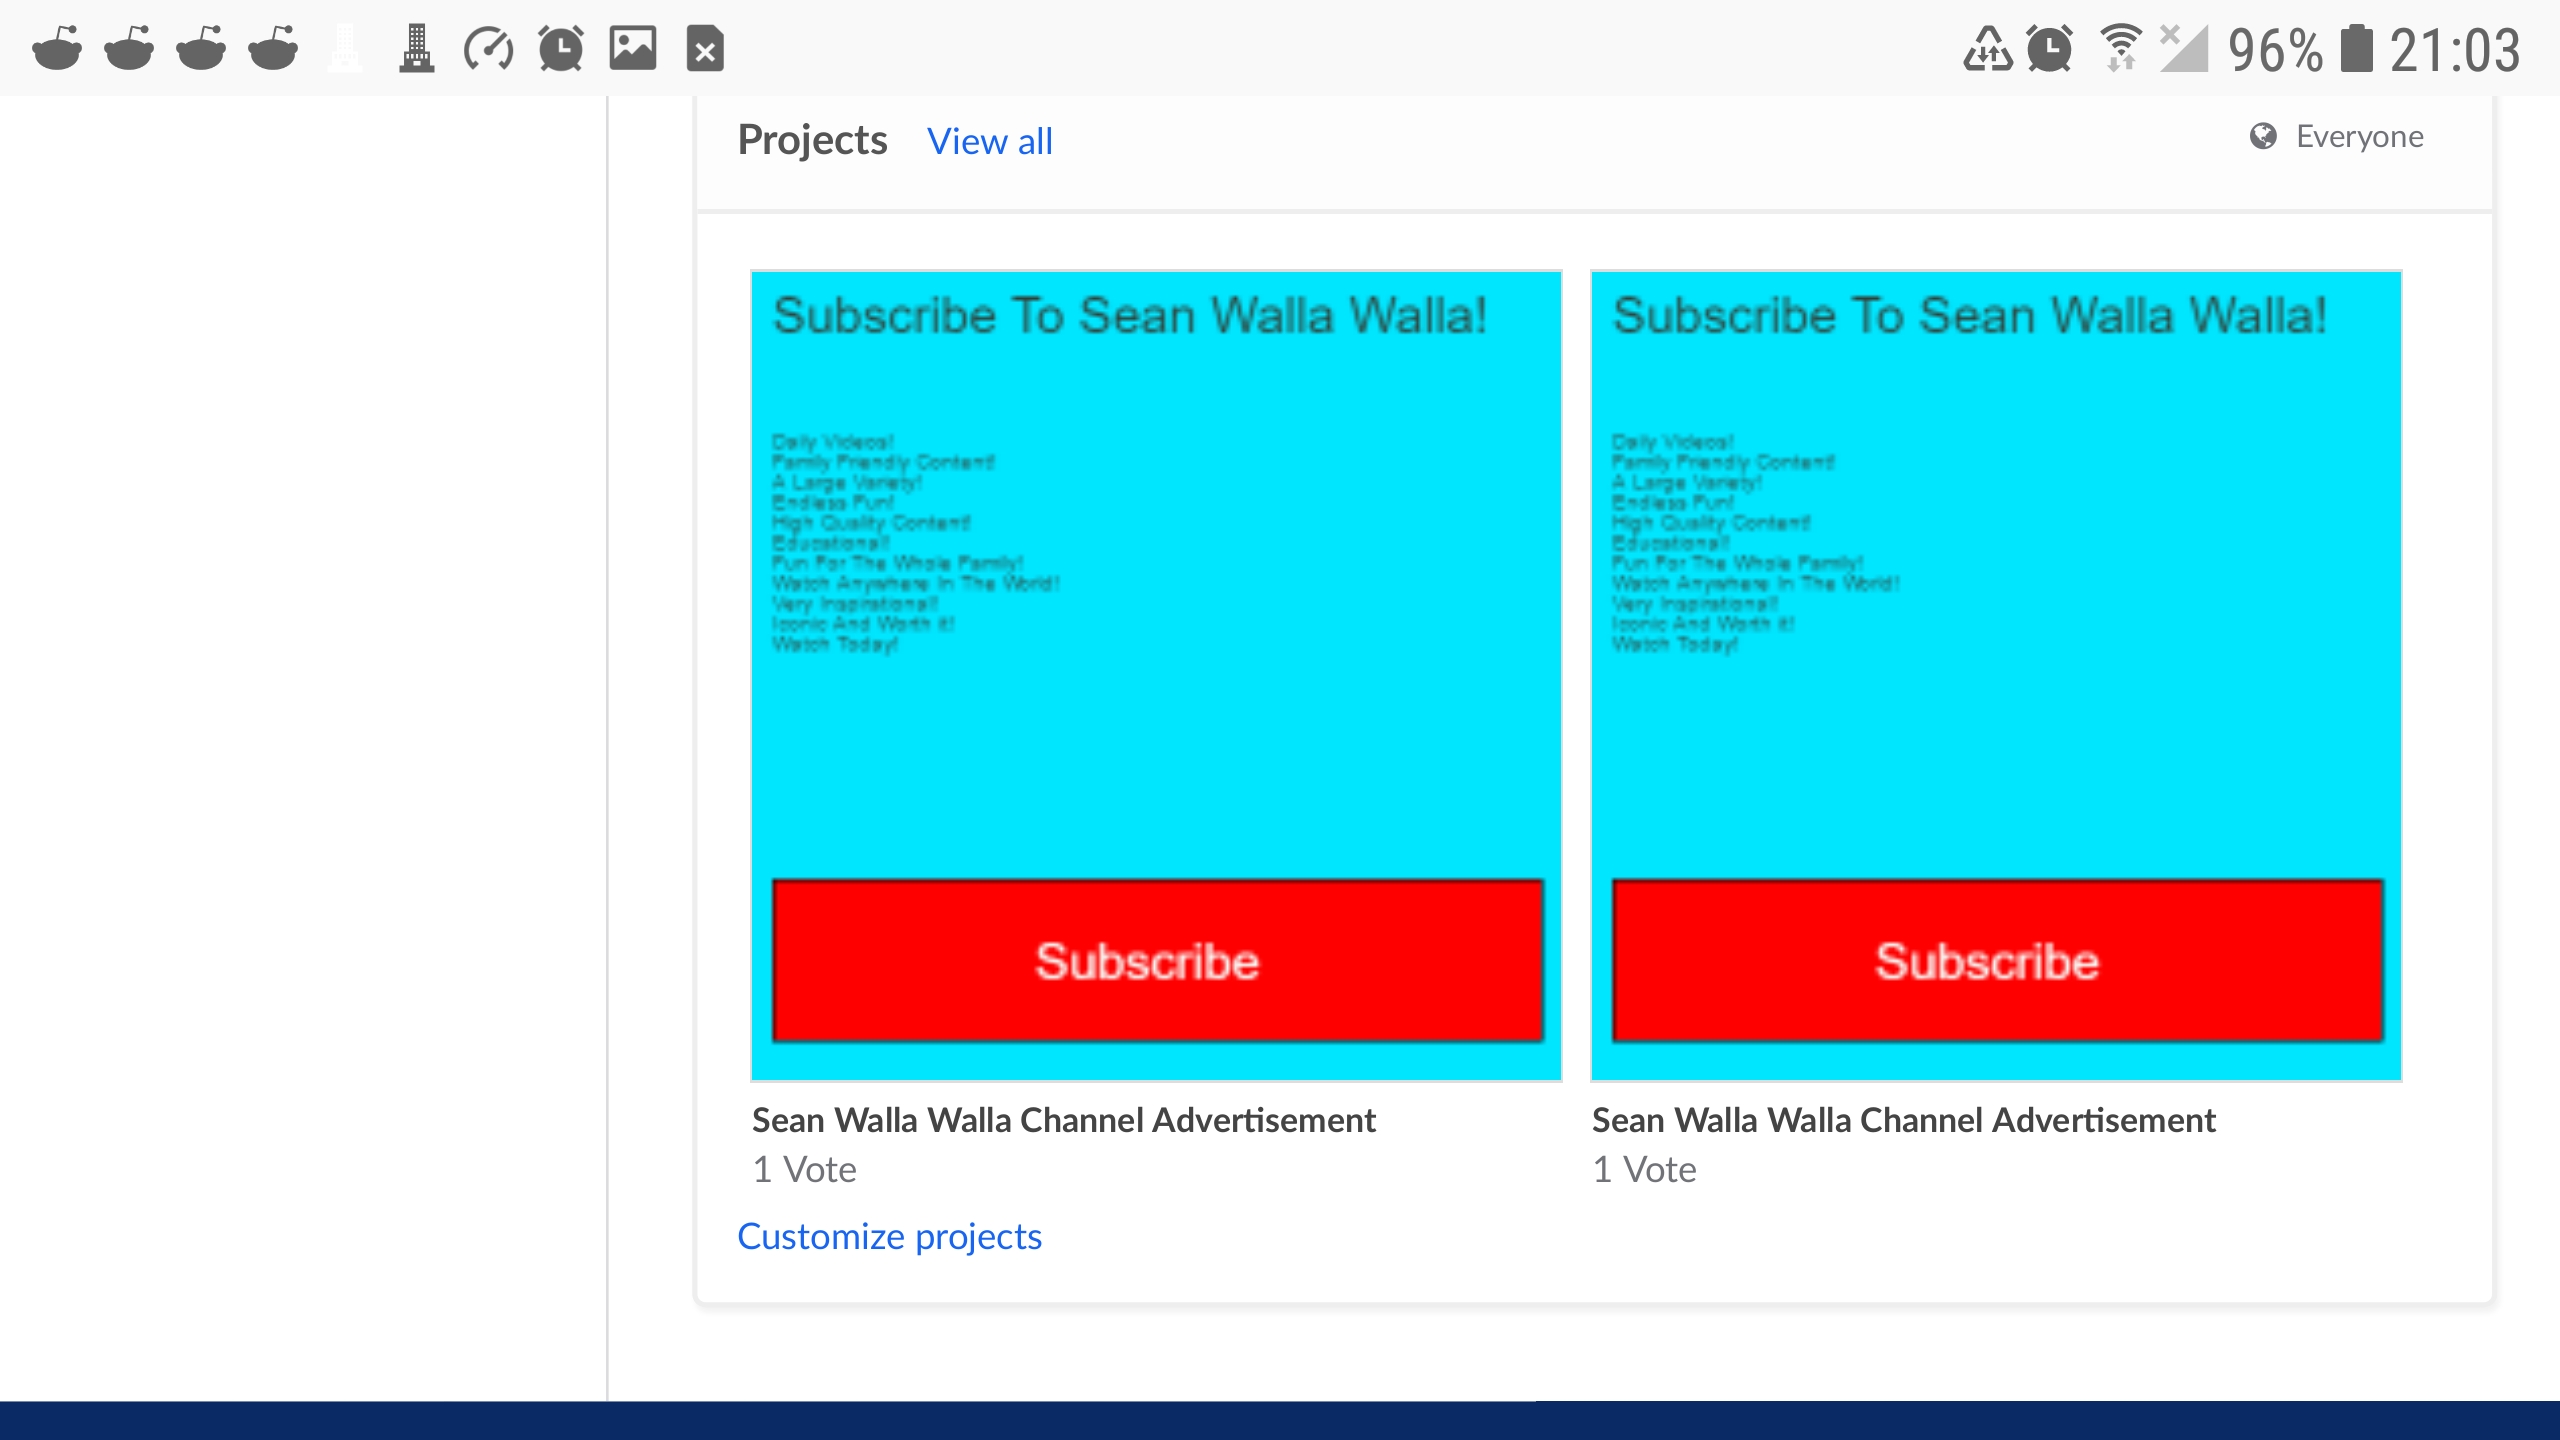 96% 21:03
Projects View all Everyone
Subscribe To Sean Walla Walla!
Daily Videos!
Family Friendly Content!
A Large Variety!
Endless Fun!
High Quality Content!
Educational!
Fun For The Whole Family!
Watch Anywhere In The World!
Very Inspirational!
Iconic And Worth it!
Watch Today!
Subscribe
Sean Walla Walla Channel Advertisement
1 Vote
Subscribe To Sean Walla Walla!
Daily Videos!
Family Friendly Content!
A Large Variety!
Endless Fun!
High Quality Content!
Educational!
Fun For The Whole Family!
Watch Anywhere In The World!
Very Inspirational!
Iconic And Worth it!
Watch Today!
Subscribe
Sean Walla Walla Channel Advertisement
1 Vote
Customize projects